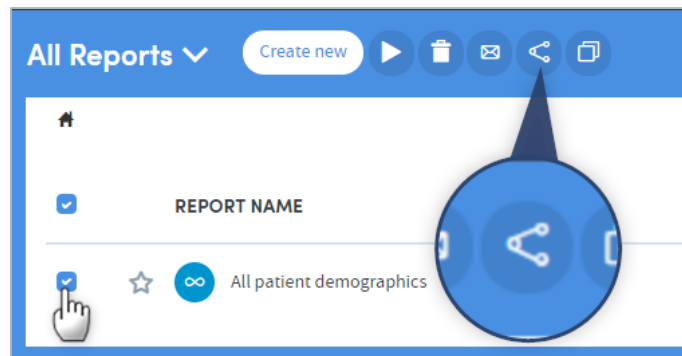 All Reports
Create new
REPORT NAME
All patient demographics